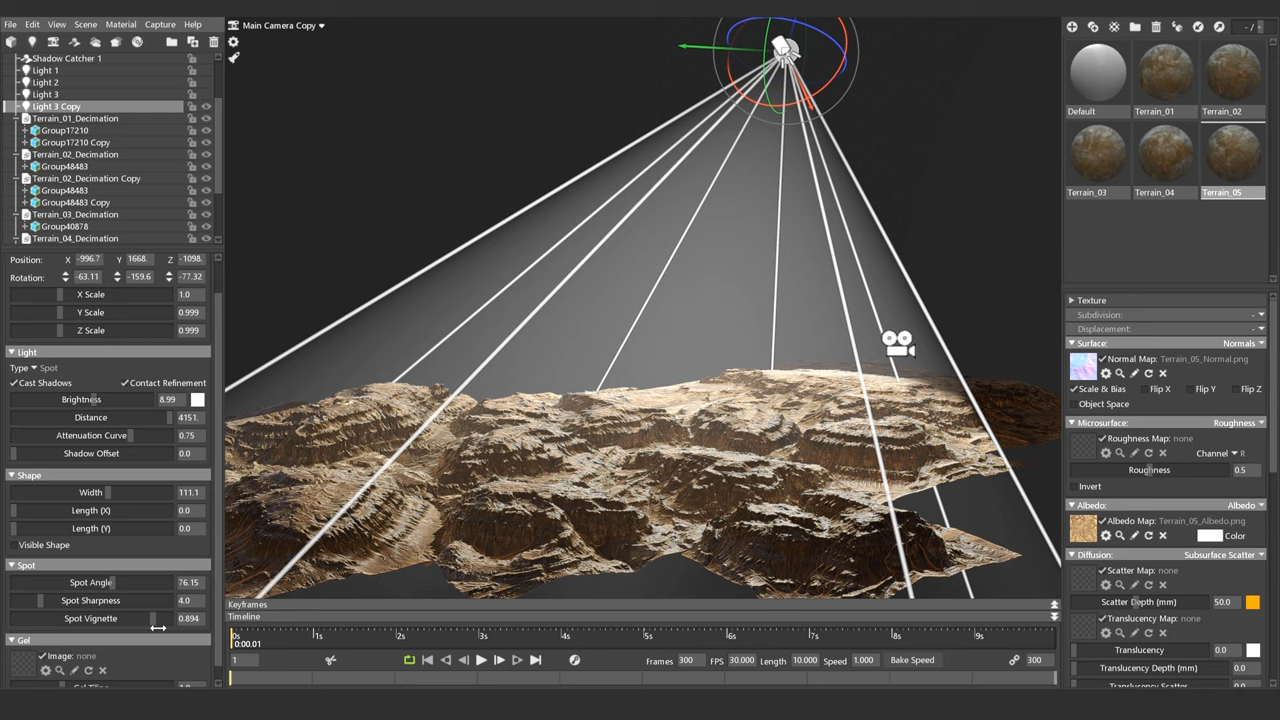 File Edit View Scene Material Capture Help
Main Camera Copy
- /
Shadow Catcher 1
Light 1
Light 2
Light 3
Light 3 Copy
Terrain_01_Decimation
Group17210
Group17210 Copy
Terrain_02_Decimation
Group48483
Terrain_02_Decimation Copy
Group48483
Group48483 Copy
Terrain_03_Decimation
Group40878
Terrain_04_Decimation
Position: X -996.7 Y 1668. Z -1098.
Rotation: -63.11 -159.6 -77.32
X Scale 1.0
Y Scale 0.999
Z Scale 0.999
Light
Type Spot
Cast Shadows Contact Refinement
Brightness 8.99
Distance 4151.
Attenuation Curve 0.75
Shadow Offset 0.0
Shape
Width 111.1
Length (X) 0.0
Length (Y) 0.0
Visible Shape
Spot
Spot Angle 76.15
Spot Sharpness 4.0
Spot Vignette 0.894
Gel
Image: none
Keyframes
Timeline
0s 1s 2s 3s 4s 5s 6s 7s 8s 9s
0:00.01
1 Frames 300 FPS 30.000 Length 10.000 Speed 1.000 Bake Speed 300
Default Terrain_01 Terrain_02
Terrain_03 Terrain_04 Terrain_05
Texture
Subdivision: -
Displacement: -
Surface: Normals
Normal Map: Terrain_05_Normal.png
Scale & Bias Flip X Flip Y Flip Z
Object Space
Microsurface: Roughness
Roughness Map: none
Channel R
Roughness 0.5
Invert
Albedo: Albedo
Albedo Map: Terrain_05_Albedo.png
Color
Diffusion: Subsurface Scatter
Scatter Map: none
Scatter Depth (mm) 50.0
Translucency Map: none
Translucency 0.0
Translucency Depth (mm) 0.0
Translucency Scatter